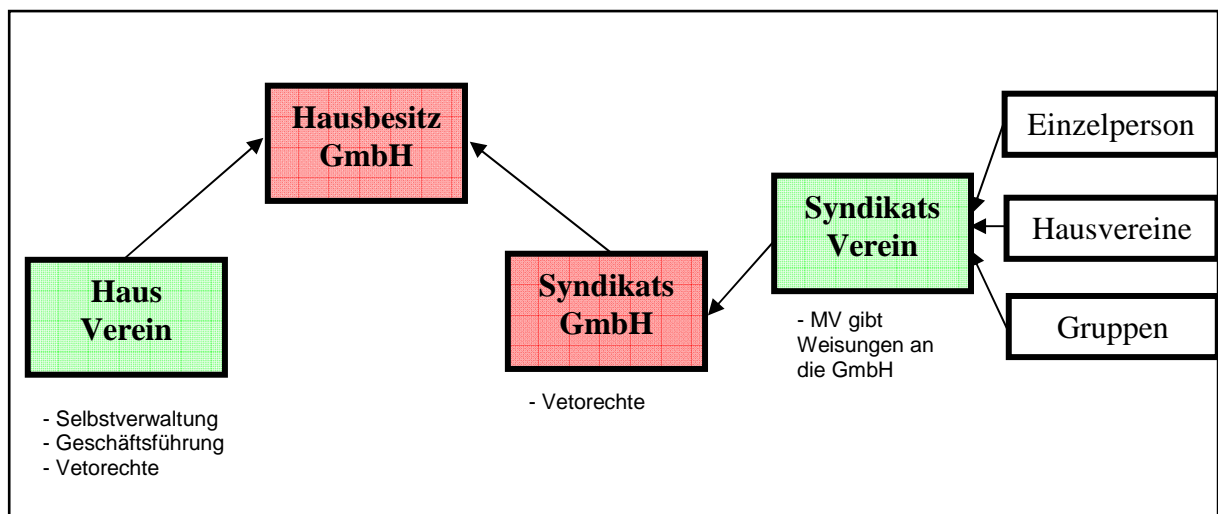 Hausbesitz
GmbH
Haus
Verein
- Selbstverwaltung
- Geschäftsführung
- Vetorechte
Syndikats
GmbH
- Vetorechte
Syndikats
Verein
- MV gibt
Weisungen an
die GmbH
Einzelperson
Hausvereine
Gruppen